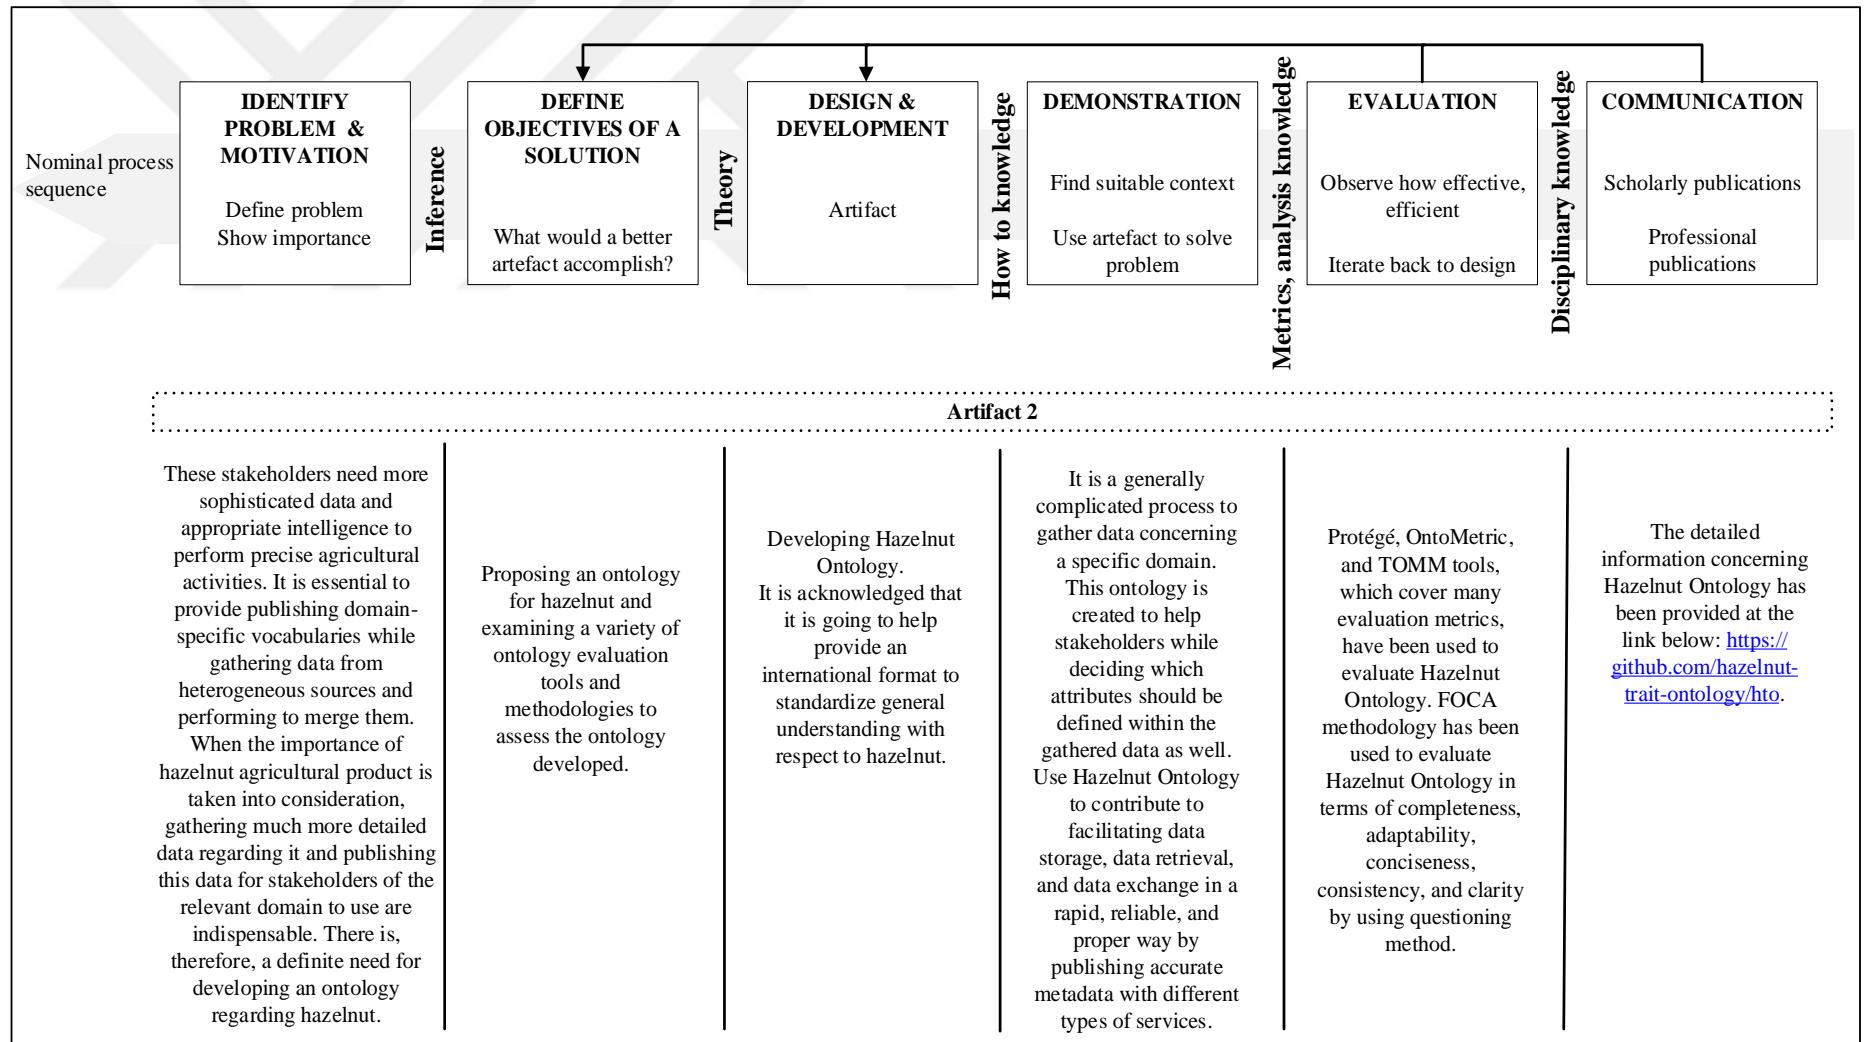 Nominal process
sequence
IDENTIFY
PROBLEM & 
MOTIVATION
Define problem
Show importance
Inference
DEFINE
OBJECTIVES OF A
SOLUTION
What would a better
artefact accomplish?
Theory
DESIGN &
DEVELOPMENT
Artifact
How to knowledge
DEMONSTRATION
Find suitable context
Use artefact to solve
problem
Metrics, analysis knowledge
EVALUATION
Observe how effective,
efficient
Iterate back to design
Disciplinary knowledge
COMMUNICATION
Scholarly publications
Professional
publications
Artifact 2
These stakeholders need more
sophisticated data and
appropriate intelligence to
perform precise agricultural
activities. It is essential to
provide publishing domain-
specific vocabularies while
gathering data from
heterogeneous sources and
performing to merge them.
When the importance of
hazelnut agricultural product is
taken into consideration,
gathering much more detailed
data regarding it and publishing
this data for stakeholders of the
relevant domain to use are
indispensable. There is,
therefore, a definite need for
developing an ontology
regarding hazelnut.
Proposing an ontology
for hazelnut and
examining a variety of
ontology evaluation
tools and
methodologies to
assess the ontology
developed.
Developing Hazelnut
Ontology.
It is acknowledged that
it is going to help
provide an
international format to
standardize general
understanding with
respect to hazelnut.
It is a generally
complicated process to
gather data concerning
a specific domain.
This ontology is
created to help
stakeholders while
deciding which
attributes should be
defined within the
gathered data as well.
Use Hazelnut Ontology
to contribute to
facilitating data
storage, data retrieval,
and data exchange in a
rapid, reliable, and
proper way by
publishing accurate
metadata with different
types of services.
Protégé, OntoMetric,
and TOMM tools,
which cover many
evaluation metrics,
have been used to
evaluate Hazelnut
Ontology. FOCA
methodology has been
used to evaluate
Hazelnut Ontology in
terms of completeness,
adaptability,
conciseness,
consistency, and clarity
by using questioning
method.
The detailed
information concerning
Hazelnut Ontology has
been provided at the
link below: https://
github.com/hazelnut-
trait-ontology/hto.